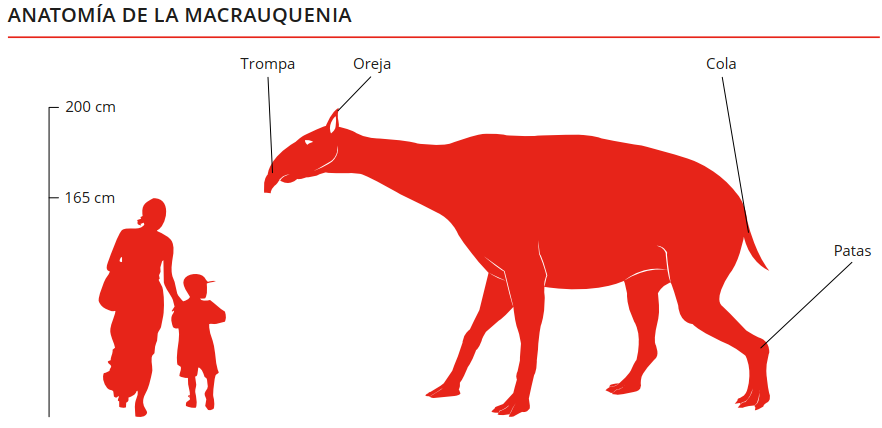 ANATOMÍA DE LA MACRAUQUENIA
Trompa
Oreja
Cola
200 cm
165 cm
Patas